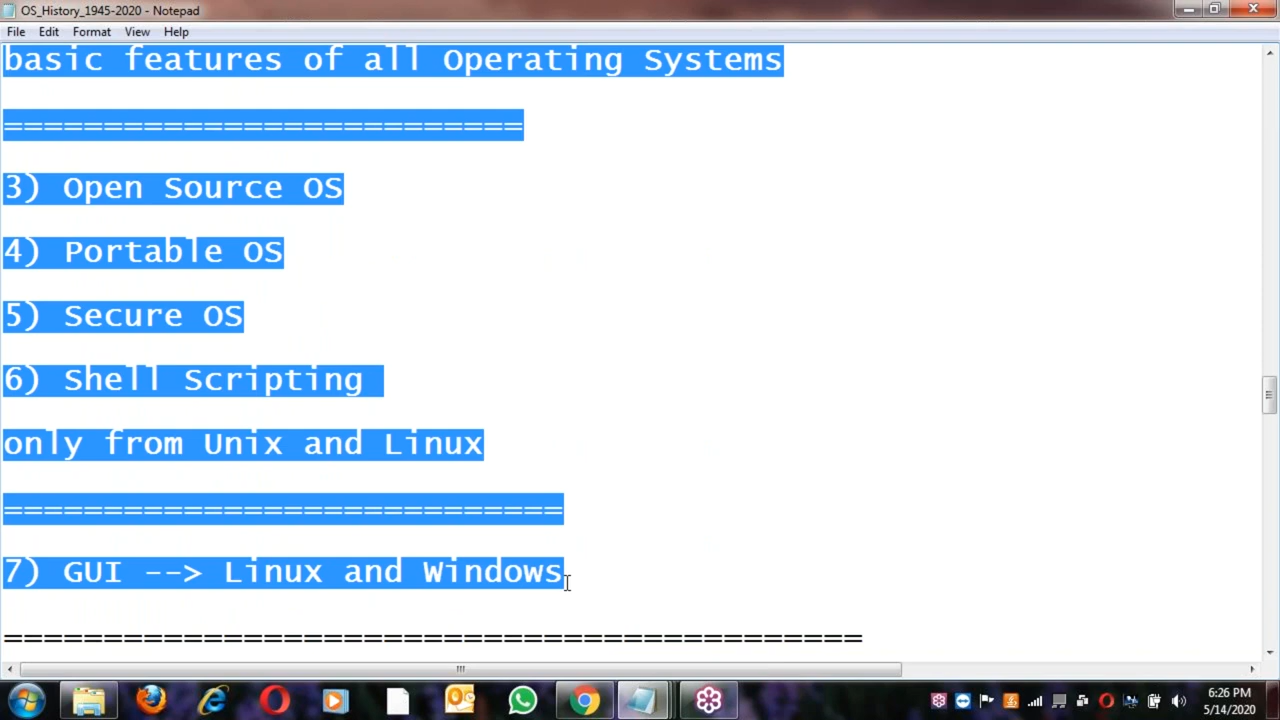 OS_History_1945-2020 - Notepad
File Edit Format View Help
basic features of all Operating Systems
==========================
3) Open Source OS
4) Portable OS
5) Secure OS
6) Shell Scripting
only from Unix and Linux
============================
7) GUI --> Linux and Windows
===========================================
6:26 PM
5/14/2020